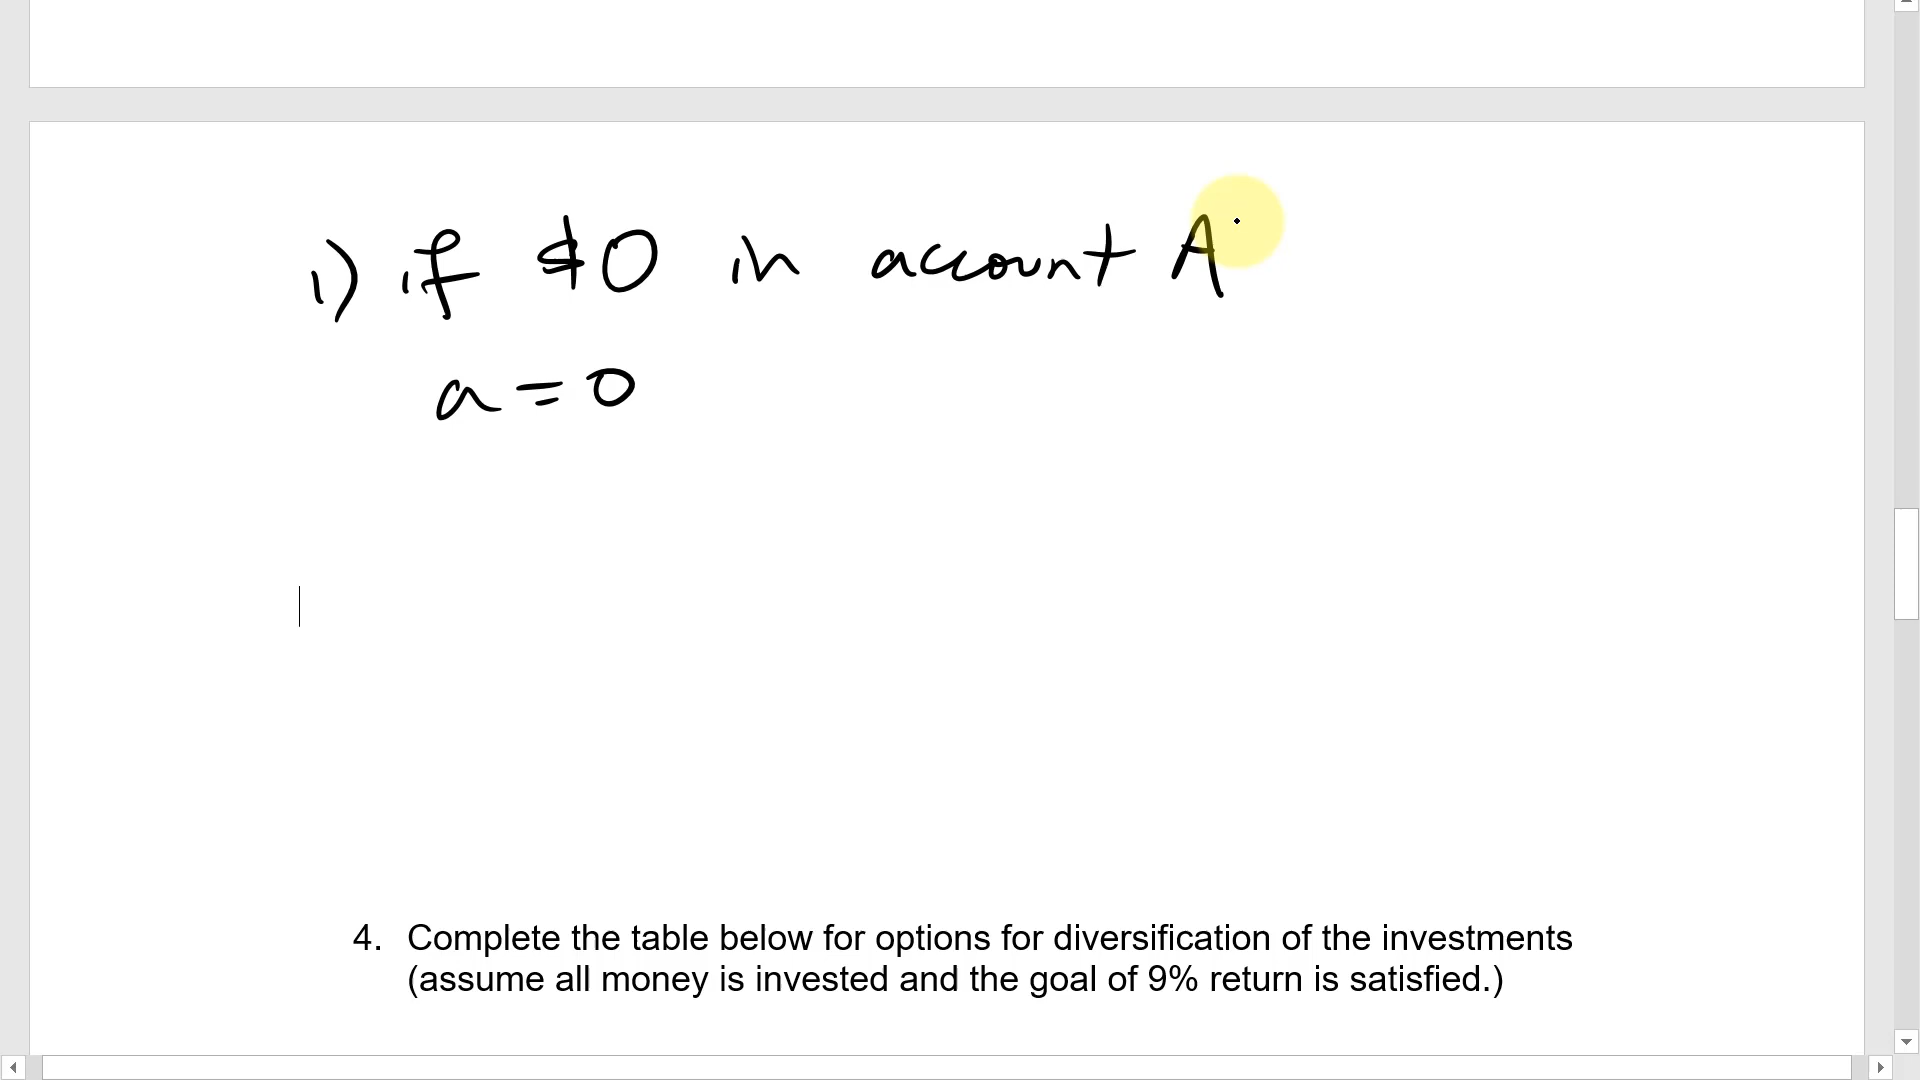 1) if $0 in account A
a = 0
4. Complete the table below for options for diversification of the investments
(assume all money is invested and the goal of 9% return is satisfied.)